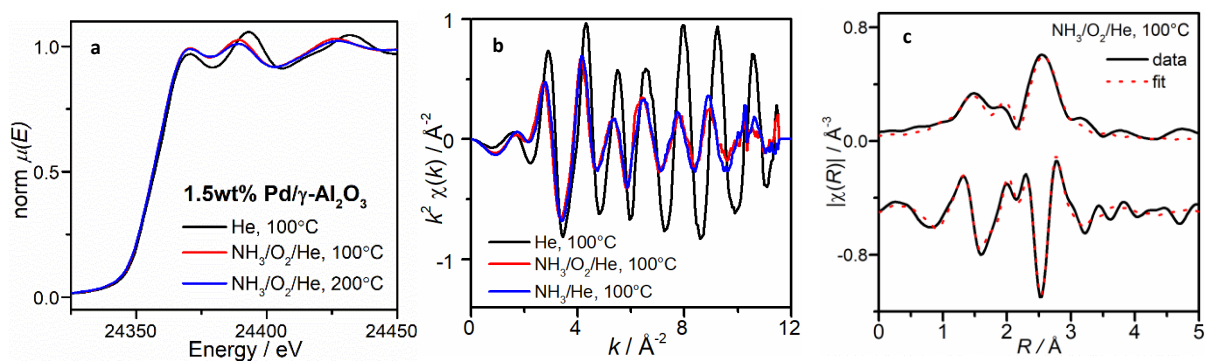 a
norm μ(E)
1.0
0.5
0.0
1.5wt% Pd/γ-Al₂O₃
He, 100°C
NH₃/O₂/He, 100°C
NH₃/O₂/He, 200°C
24350 24400 24450
Energy / eV
b
k² χ(k) / Å⁻²
1
0
-1
He, 100°C
NH₃/O₂/He, 100°C
NH₃/He, 100°C
0 4 8 12
k / Å⁻²
c
|χ(R)| / Å⁻³
0.8
0.0
-0.8
NH₃/O₂/He, 100°C
data
fit
0 1 2 3 4 5
R / Å